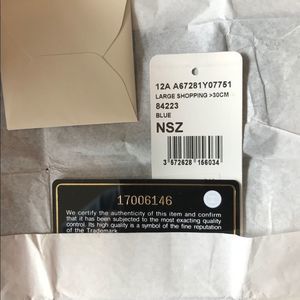 12A A67281Y07751
LARGE SHOPPING >30CM
84223
BLUE
NSZ
3 572628 156034
17006146
We certify the authenticity of this item and confirm
that it has been subjected to the most exacting quality
control. Its high quality is a symbol of the fine reputation
of the Trademark.